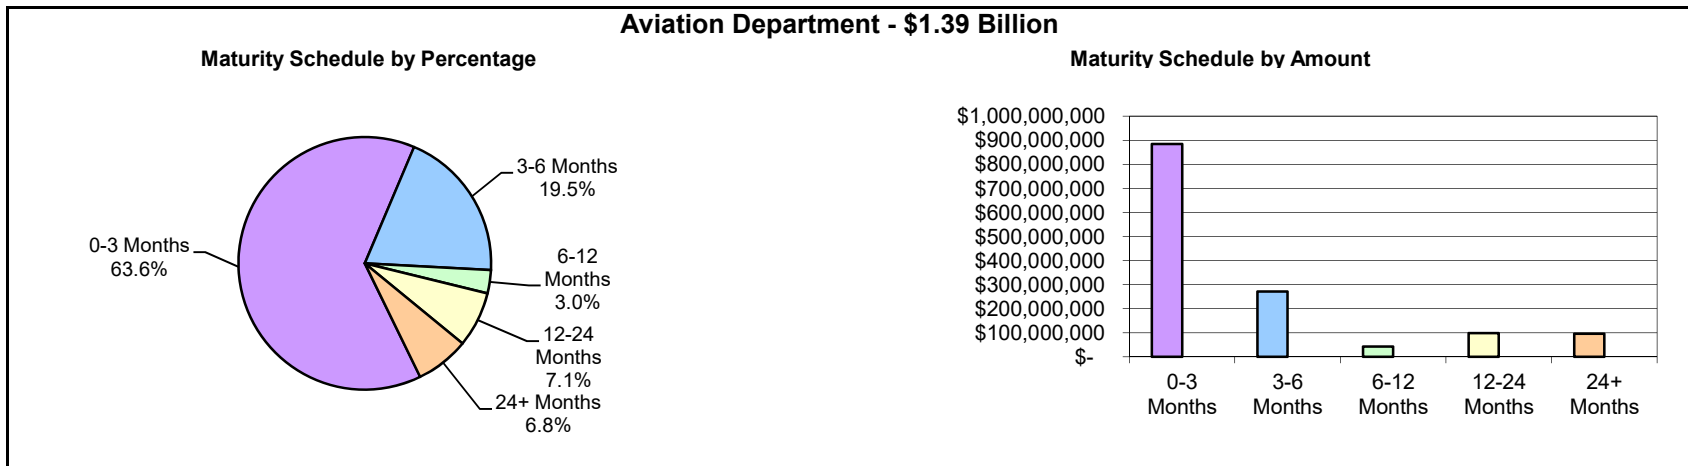 Aviation Department - $1.39 Billion
Maturity Schedule by Percentage
3-6 Months
19.5%
0-3 Months
63.6%
6-12
Months
3.0%
12-24
Months
7.1%
24+ Months
6.8%
Maturity Schedule by Amount
$1,000,000,000
$900,000,000
$800,000,000
$700,000,000
$600,000,000
$500,000,000
$400,000,000
$300,000,000
$200,000,000
$100,000,000
$-
0-3 3-6 6-12 12-24 24+
Months Months Months Months Months